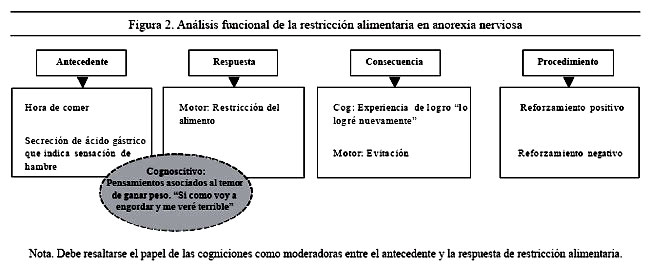 Figura 2. Análisis funcional de la restricción alimentaria en anorexia nerviosa
Antecedente
Respuesta
Consecuencia
Procedimiento
Hora de comer
Secreción de ácido gástrico
que indica sensación de
hambre
Motor: Restricción del
alimento
Cognoscitivo:
Pensamientos asociados al temor
de ganar peso. “Si como voy a
engordar y me veré terrible”
Cog: Experiencia de logro “lo
logré nuevamente”
Motor: Evitación
Reforzamiento positivo
Reforzamiento negativo
Nota. Debe resaltarse el papel de las cogniciones como moderadoras entre el antecedente y la respuesta de restricción alimentaria.